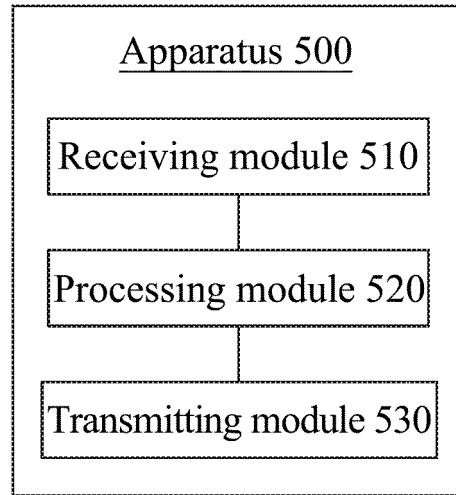 Apparatus 500
Receiving module 510
Processing module 520
Transmitting module 530